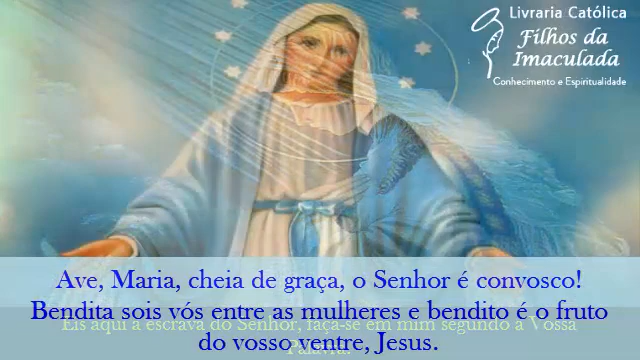 Livraria Católica
Filhos da
Imaculada
Conhecimento e Espiritualidade
Ave, Maria, cheia de graça, o Senhor é convosco!
Bendita sois vós entre as mulheres e bendito é o fruto
Eis aqui a escrava do Senhor, faça-se em mim segundo a Vossa
do vosso ventre, Jesus.
Palavra.